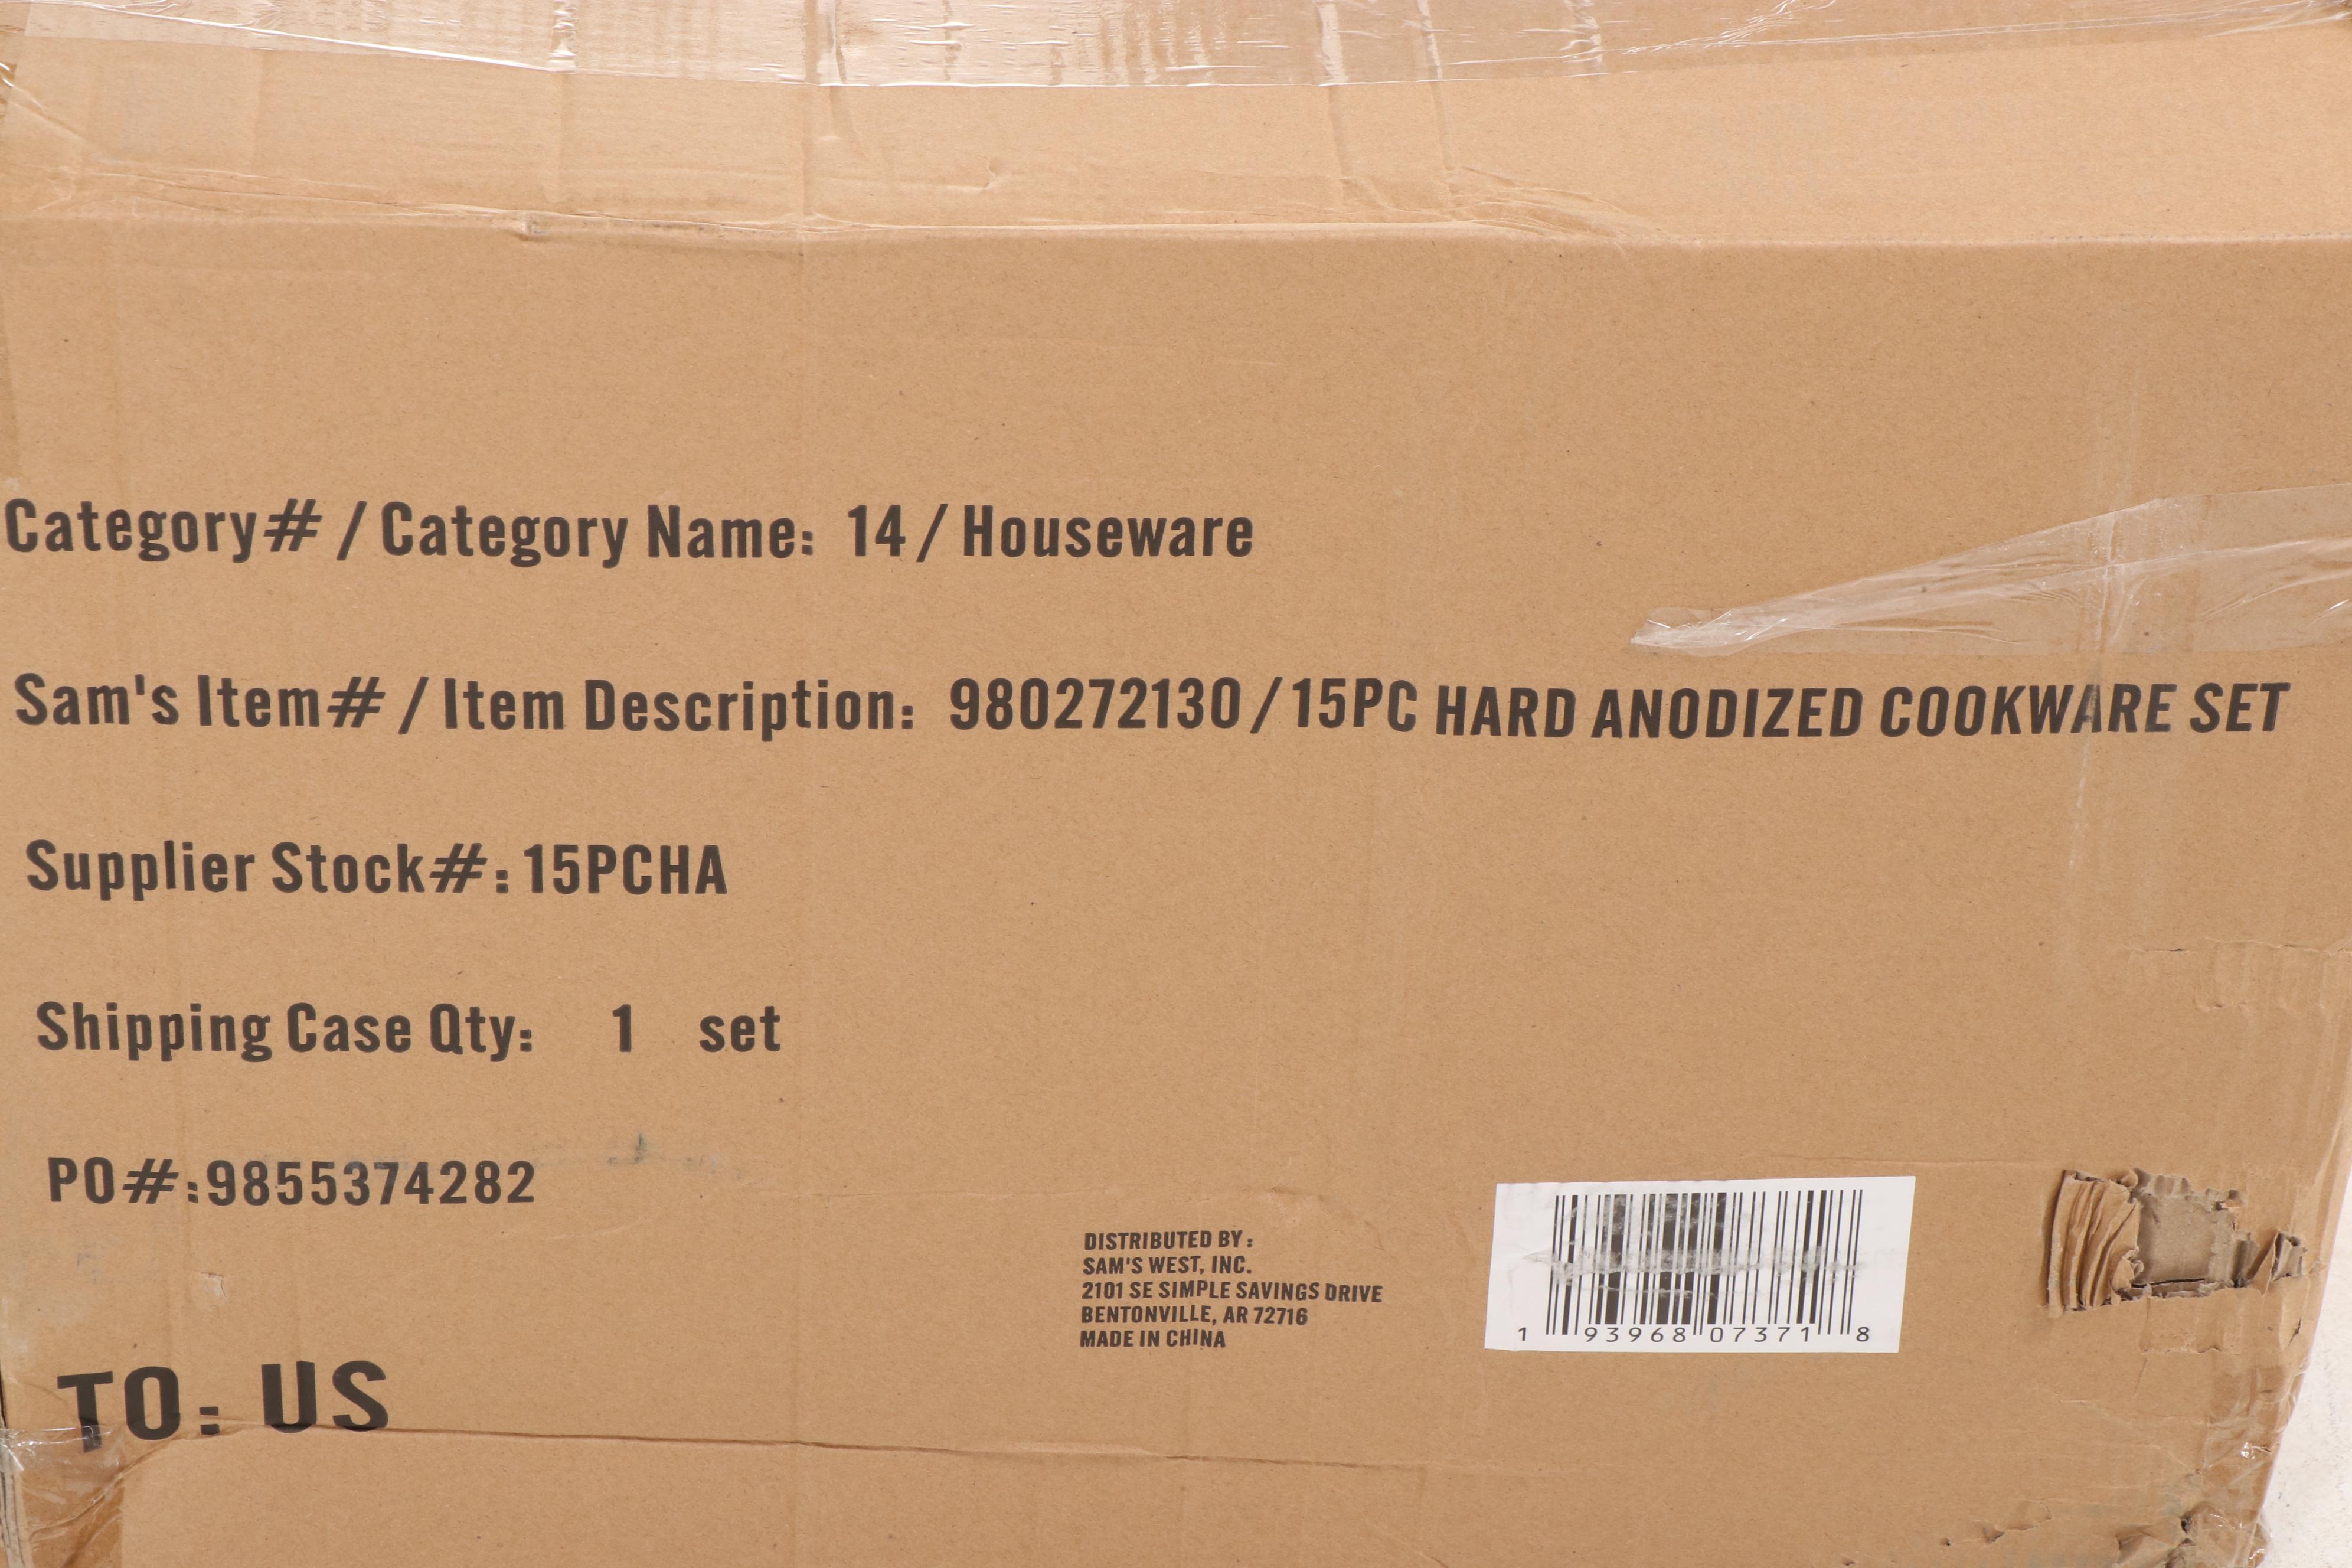 Category# / Category Name: 14 / Houseware
Sam's Item# / Item Description: 980272130 / 15PC HARD ANODIZED COOKWARE SET
Supplier Stock#: 15PCHA
Shipping Case Qty: 1 set
PO#:9855374282
DISTRIBUTED BY:
SAM'S WEST, INC.
2101 SE SIMPLE SAVINGS DRIVE
BENTONVILLE, AR 72716
MADE IN CHINA
1 93968 07371 8
TO: US